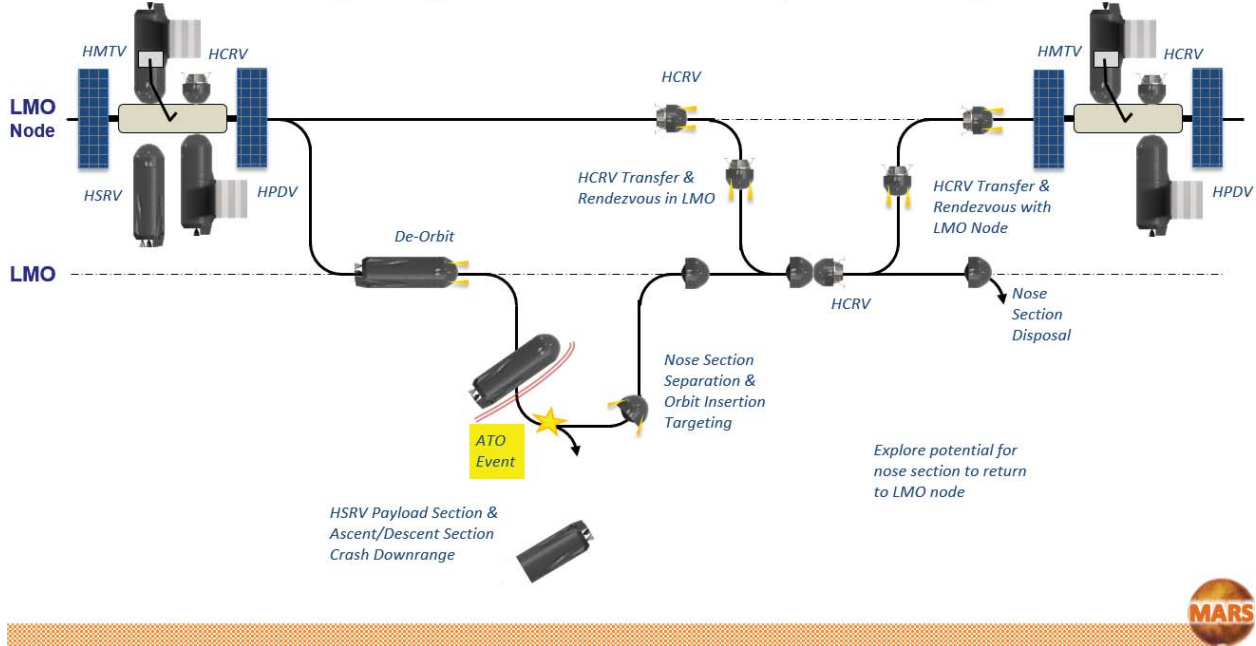 HMTV
HCRV
LMO
Node
HSRV
HPDV
HCRV
HCRV Transfer &
Rendezvous in LMO
HMTV
HCRV
HCRV Transfer &
Rendezvous with
LMO Node
HPDV
LMO
De-Orbit
HCRV
Nose
Section
Disposal
Nose Section
Separation &
Orbit Insertion
Targeting
ATO
Event
Explore potential for
nose section to return
to LMO node
HSRV Payload Section &
Ascent/Descent Section
Crash Downrange
MARS